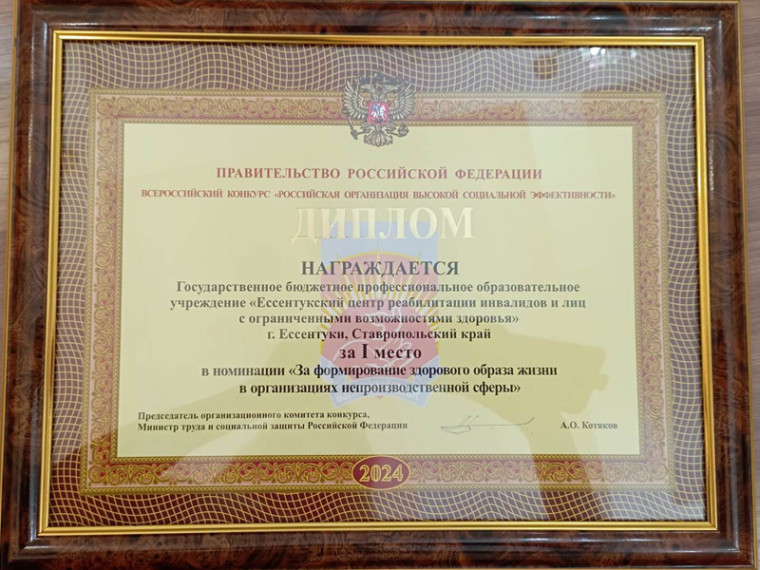 ПРАВИТЕЛЬСТВО РОССИЙСКОЙ ФЕДЕРАЦИИ
ВСЕРОССИЙСКИЙ КОНКУРС «РОССИЙСКАЯ ОРГАНИЗАЦИЯ ВЫСОКОЙ СОЦИАЛЬНОЙ ЭФФЕКТИВНОСТИ»
ДИПЛОМ
НАГРАЖДАЕТСЯ
Государственное бюджетное профессиональное образовательное
учреждение «Ессентукский центр реабилитации инвалидов и лиц
с ограниченными возможностями здоровья»
г. Ессентуки, Ставропольский край
за I место
в номинации «За формирование здорового образа жизни
в организациях непроизводственной сферы»
Председатель организационного комитета конкурса,
Министр труда и социальной защиты Российской Федерации А.О. Котяков
2024